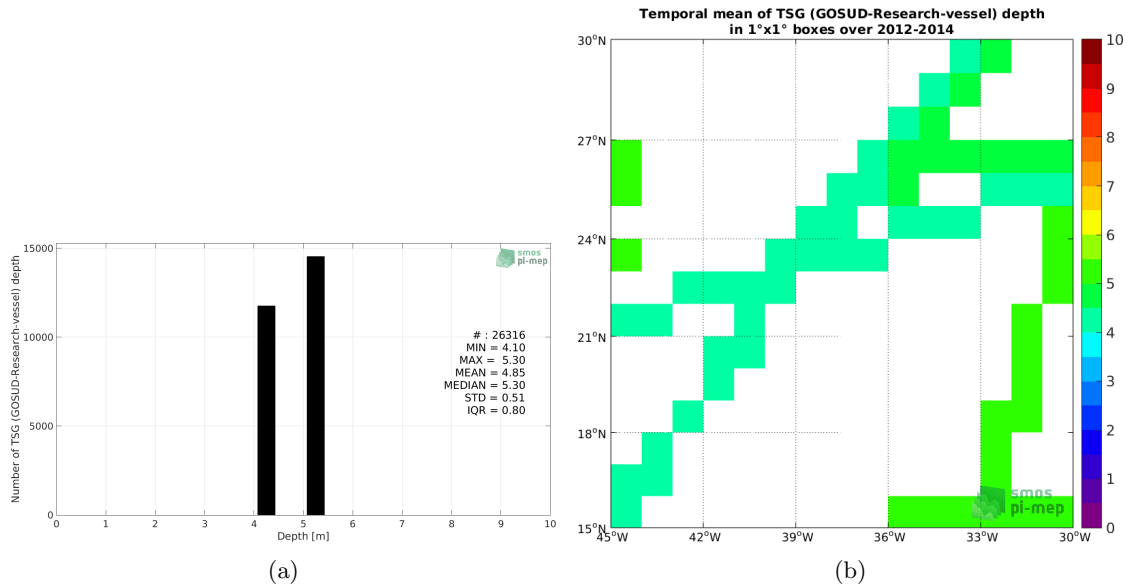 Number of TSG (GOSUD-Research-vessel) depth
15000
10000
5000
0
0 1 2 3 4 5 6 7 8 9 10
Depth [m]
smos
pi-mep
# : 26316
MIN = 4.10
MAX = 5.30
MEAN = 4.85
MEDIAN = 5.30
STD = 0.51
IQR = 0.80
(a)
Temporal mean of TSG (GOSUD-Research-vessel) depth
in 1°x1° boxes over 2012-2014
30°N
27°N
24°N
21°N
18°N
15°N
45°W 42°W 39°W 36°W 33°W 30°W
smos
pi-mep
10
9
8
7
6
5
4
3
2
1
0
(b)